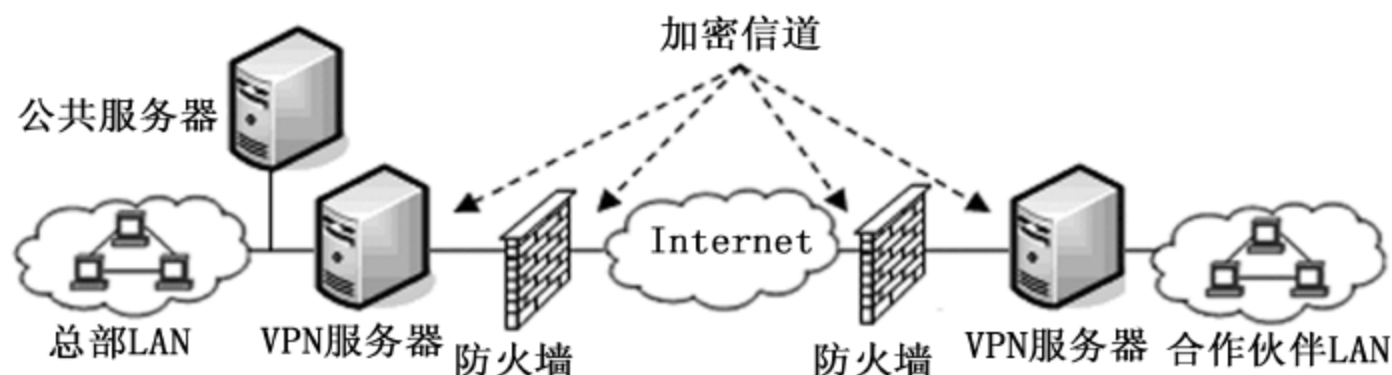 加密信道
公共服务器
Internet
总部LAN
VPN服务器
防火墙
防火墙
VPN服务器
合作伙伴LAN